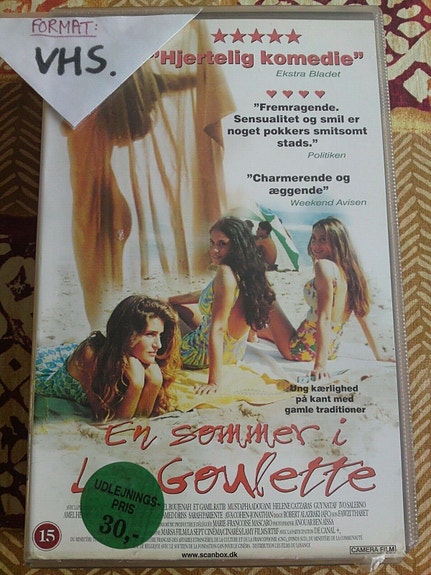 FORMAT:
VHS.
★★★★★
"Hjertelig komedie"
Ekstra Bladet
♥♥♥♥
"Fremragende.
Sensualitet og smil er
noget pokkers smitsomt
stads."
Politiken
"Charmerende og
æggende"
Weekend Avisen
Ung kærlighed
på kant med
gamle traditioner
En sommer i
La Goulette
UDLEJNINGS-
PRIS
30,-
15
www.scanbox.dk
CAMERA FILM